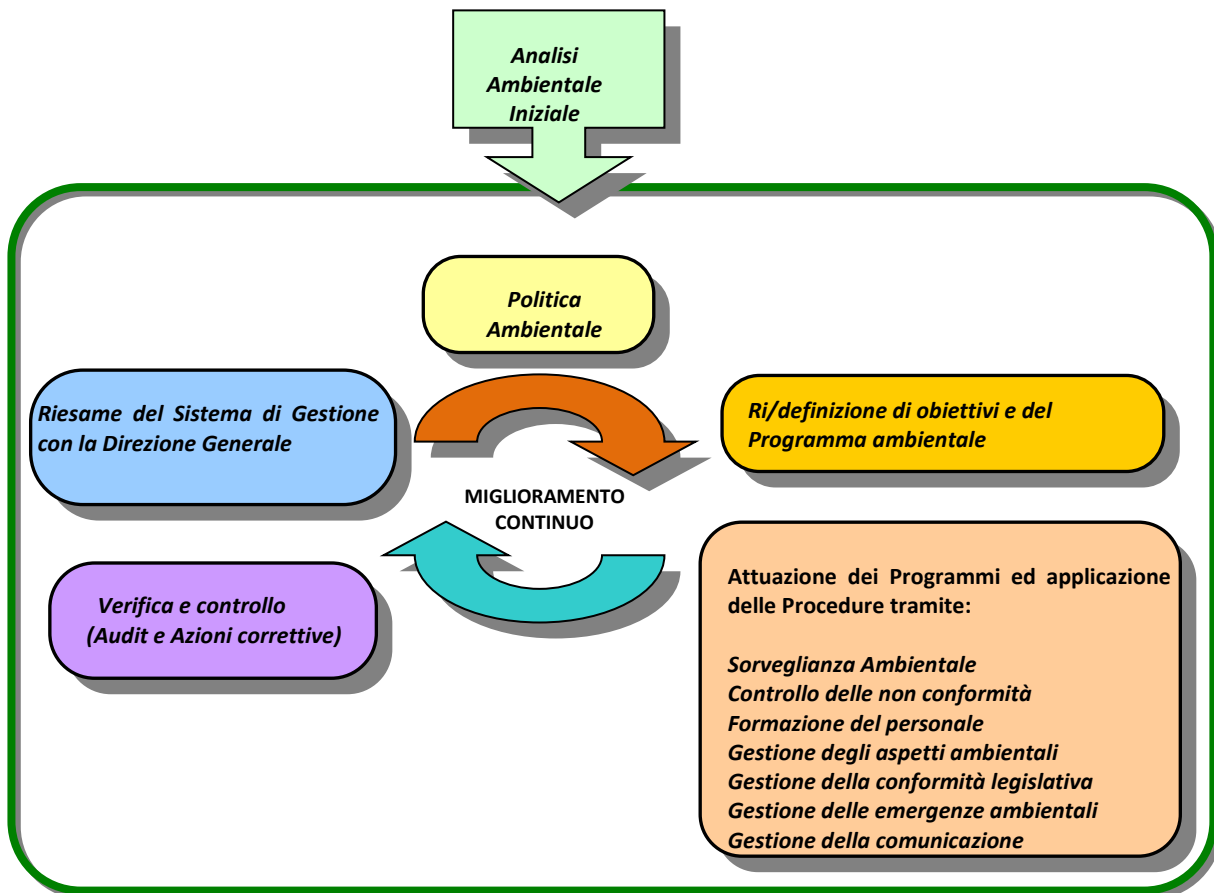 Analisi
Ambientale
Iniziale
Politica
Ambientale
Riesame del Sistema di Gestione
con la Direzione Generale
Ri/definizione di obiettivi e del
Programma ambientale
MIGLIORAMENTO
CONTINUO
Verifica e controllo
(Audit e Azioni correttive)
Attuazione dei Programmi ed applicazione
delle Procedure tramite:
Sorveglianza Ambientale
Controllo delle non conformità
Formazione del personale
Gestione degli aspetti ambientali
Gestione della conformità legislativa
Gestione delle emergenze ambientali
Gestione della comunicazione